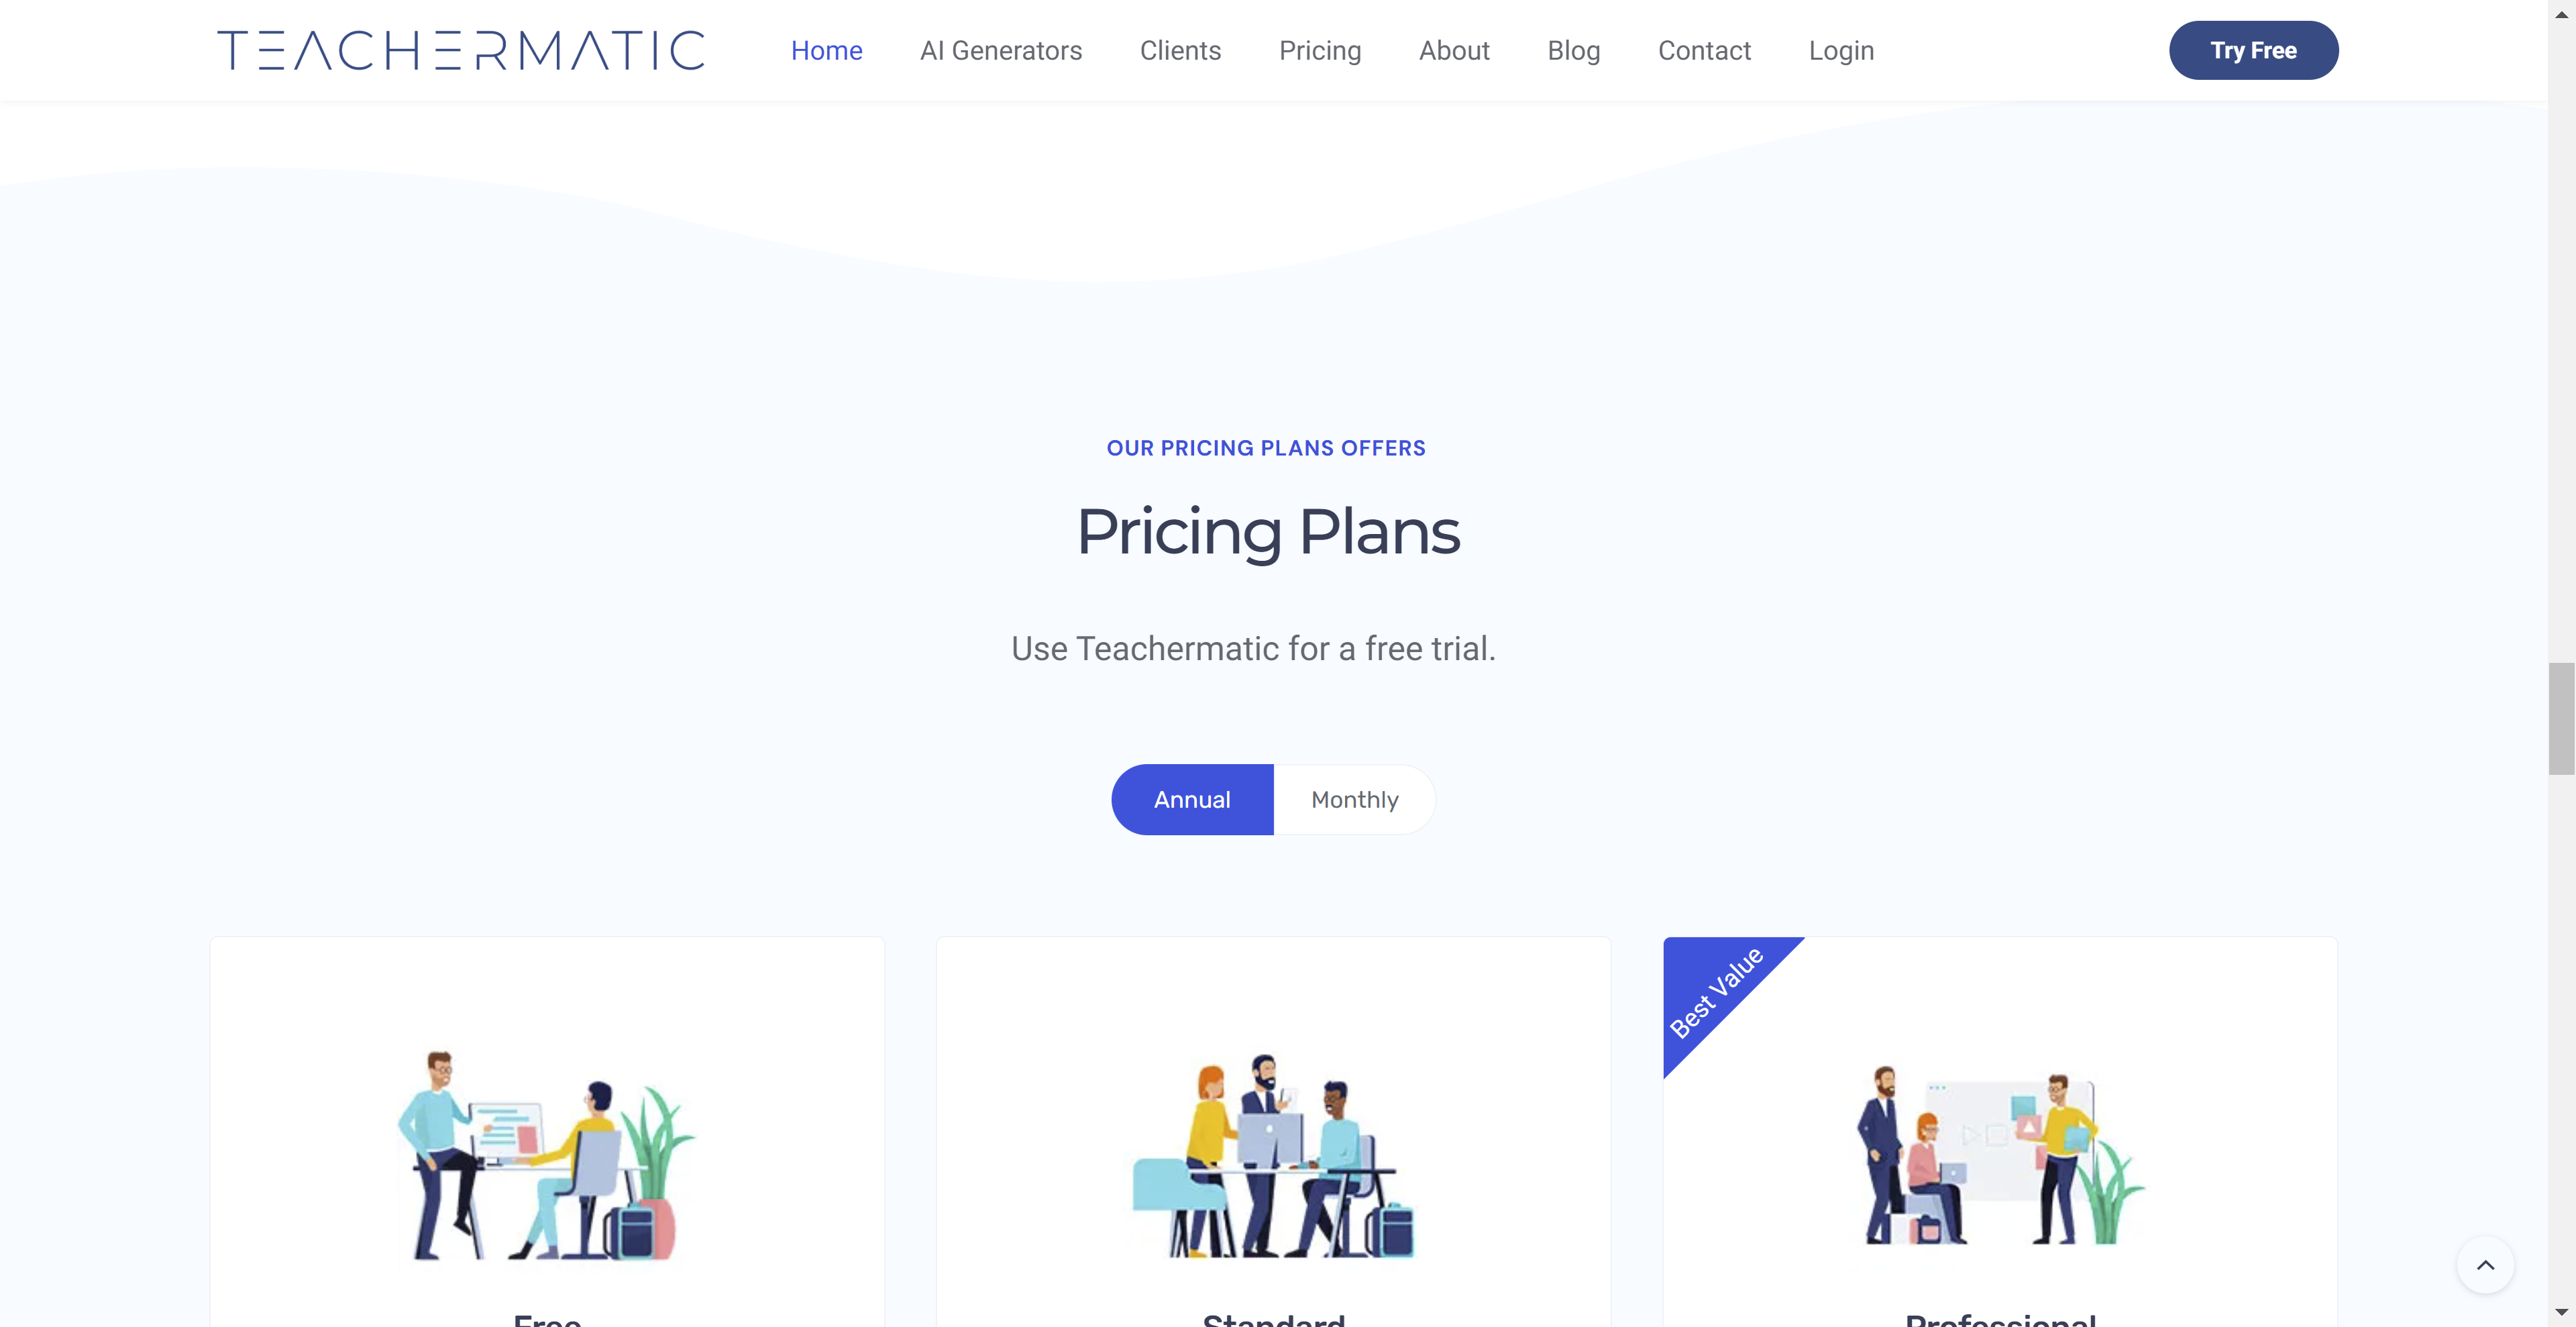 TEACHERMATIC
Home AI Generators Clients Pricing About Blog Contact Login
Try Free
OUR PRICING PLANS OFFERS
Pricing Plans
Use Teachermatic for a free trial.
Annual Monthly
Best Value
Free Standard Professional